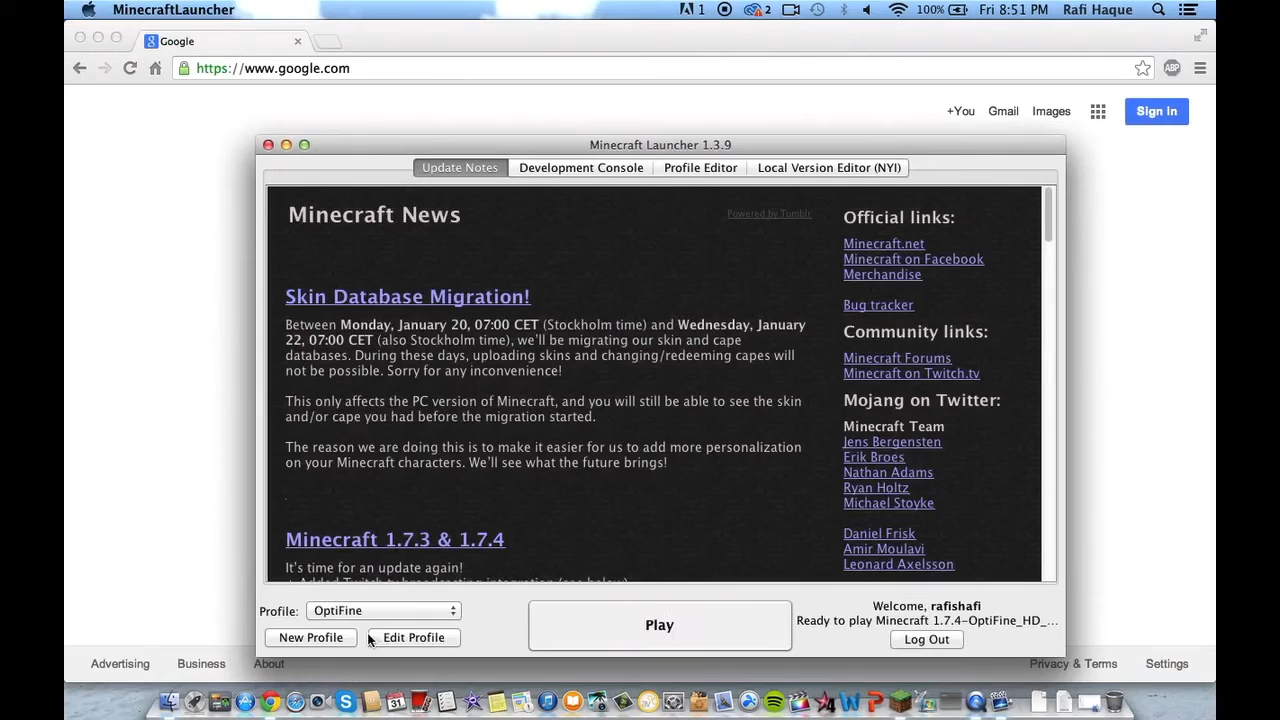 MinecraftLauncher
1
2
100%
Fri 8:51 PM
Rafi Haque
Google
https://www.google.com
ABP
+You
Gmail
Images
Sign in
Minecraft Launcher 1.3.9
Update Notes
Development Console
Profile Editor
Local Version Editor (NYI)
Minecraft News
Powered by Tumblr
Skin Database Migration!
Between Monday, January 20, 07:00 CET (Stockholm time) and Wednesday, January
22, 07:00 CET (also Stockholm time), we'll be migrating our skin and cape
databases. During these days, uploading skins and changing/redeeming capes will
not be possible. Sorry for any inconvenience!
This only affects the PC version of Minecraft, and you will still be able to see the skin
and/or cape you had before the migration started.
The reason we are doing this is to make it easier for us to add more personalization
on your Minecraft characters. We'll see what the future brings!
.
Minecraft 1.7.3 & 1.7.4
It's time for an update again!
+ Added Twitch.tv broadcasting integration (see below)
Official links:
Minecraft.net
Minecraft on Facebook
Merchandise
Bug tracker
Community links:
Minecraft Forums
Minecraft on Twitch.tv
Mojang on Twitter:
Minecraft Team
Jens Bergensten
Erik Broes
Nathan Adams
Ryan Holtz
Michael Stoyke
Daniel Frisk
Amir Moulavi
Leonard Axelsson
Profile:
OptiFine
New Profile
Edit Profile
Play
Welcome, rafishafi
Ready to play Minecraft 1.7.4-OptiFine_HD_...
Log Out
Advertising
Business
About
Privacy & Terms
Settings
31